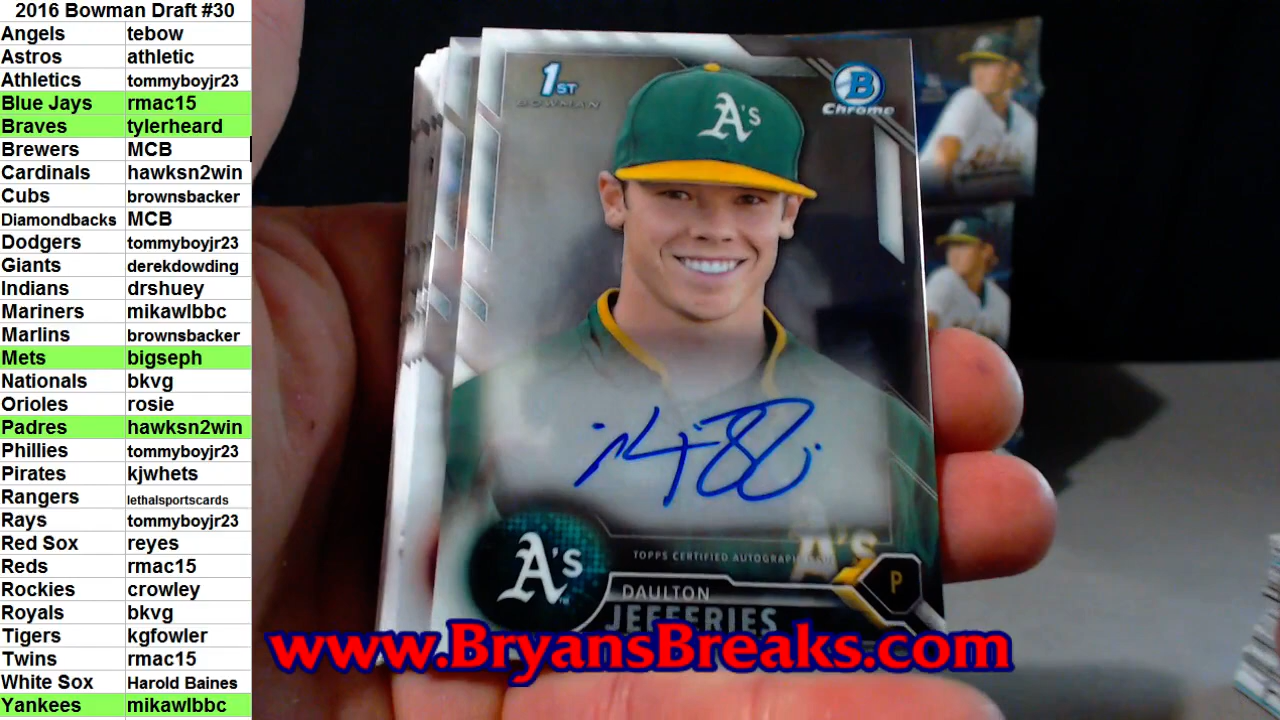 2016 Bowman Draft #30
Angels tebow
Astros athletic
Athletics tommyboyjr23
Blue Jays rmac15
Braves tylerheard
Brewers MCB
Cardinals hawksn2win
Cubs brownsbacker
Diamondbacks MCB
Dodgers tommyboyjr23
Giants derekdowding
Indians drshuey
Mariners mikawlbbc
Marlins brownsbacker
Mets bigseph
Nationals bkvg
Orioles rosie
Padres hawksn2win
Phillies tommyboyjr23
Pirates kjwhets
Rangers lethalsportscards
Rays tommyboyjr23
Red Sox reyes
Reds rmac15
Rockies crowley
Royals bkvg
Tigers kgfowler
Twins rmac15
White Sox Harold Baines
Yankees mikawlbbc
1ST
BOWMAN
B
Chrome
A's
A's
A's
TOPPS CERTIFIED AUTOGRAPH
P
DAULTON
JEFFERIES
www.BryansBreaks.com